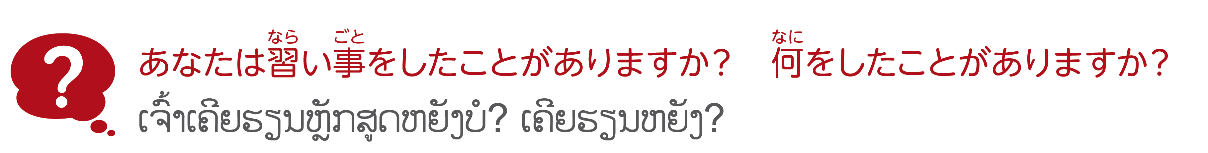 あなたは習い事をしたことがありますか？　何をしたことがありますか？
ເຈົ້າເຄີຍຮຽນຫຼັກສູດຫຍັງບໍ? ເຄີຍຮຽນຫຍັງ?